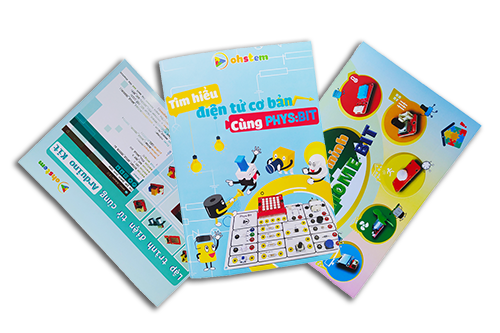 ohstem
Tìm hiểu
điện tử cơ bản
Cùng PHYS:BIT
ohstem
Lập trình điện tử cùng
Arduino Kit
minh
HOME:BIT